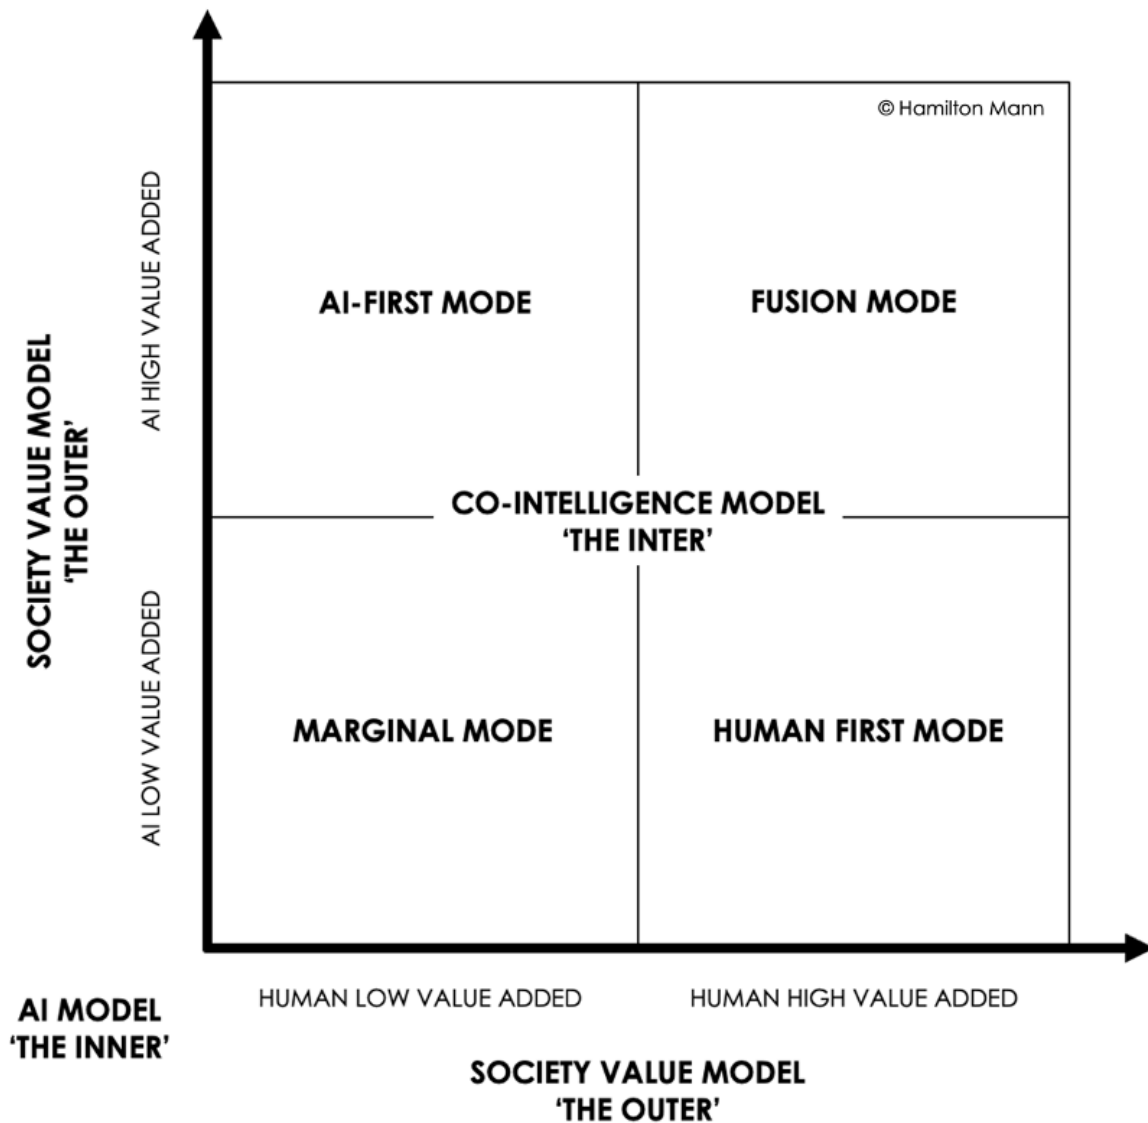 © Hamilton Mann
AI HIGH VALUE ADDED
AI-FIRST MODE
FUSION MODE
SOCIETY VALUE MODEL
‘THE OUTER’
CO-INTELLIGENCE MODEL
‘THE INTER’
AI LOW VALUE ADDED
MARGINAL MODE
HUMAN FIRST MODE
AI MODEL
‘THE INNER’
HUMAN LOW VALUE ADDED
HUMAN HIGH VALUE ADDED
SOCIETY VALUE MODEL
‘THE OUTER’